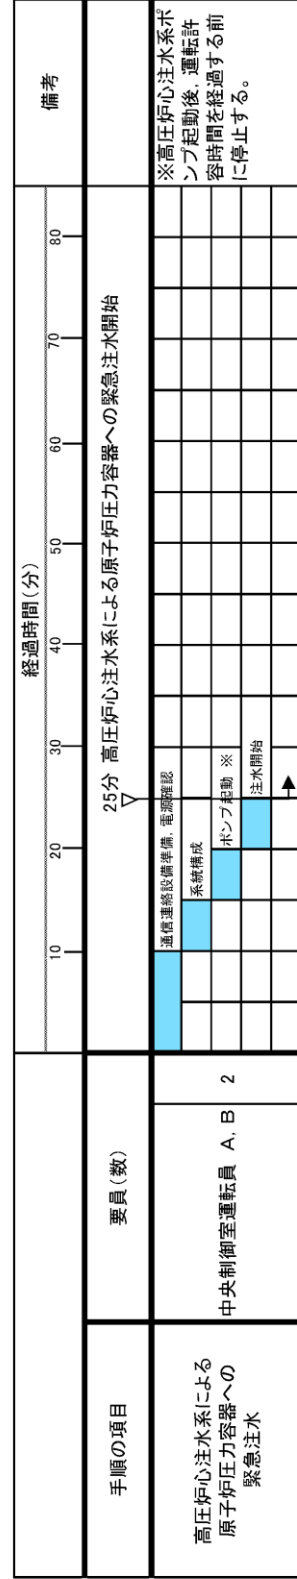 経過時間(分)
備考
10 20 30 40 50 60 70 80
手順の項目
要員(数)
25分 高圧炉心注水系による原子炉圧力容器への緊急注水開始
高圧炉心注水系による
原子炉圧力容器への
緊急注水
中央制御室運転員 A, B
2
通信連絡設備準備, 電源確認
系統構成
ポンプ起動 ※
注水開始
※高圧炉心注水系ポ
ンプ起動後, 運転許
容時間を経過する前
に停止する。